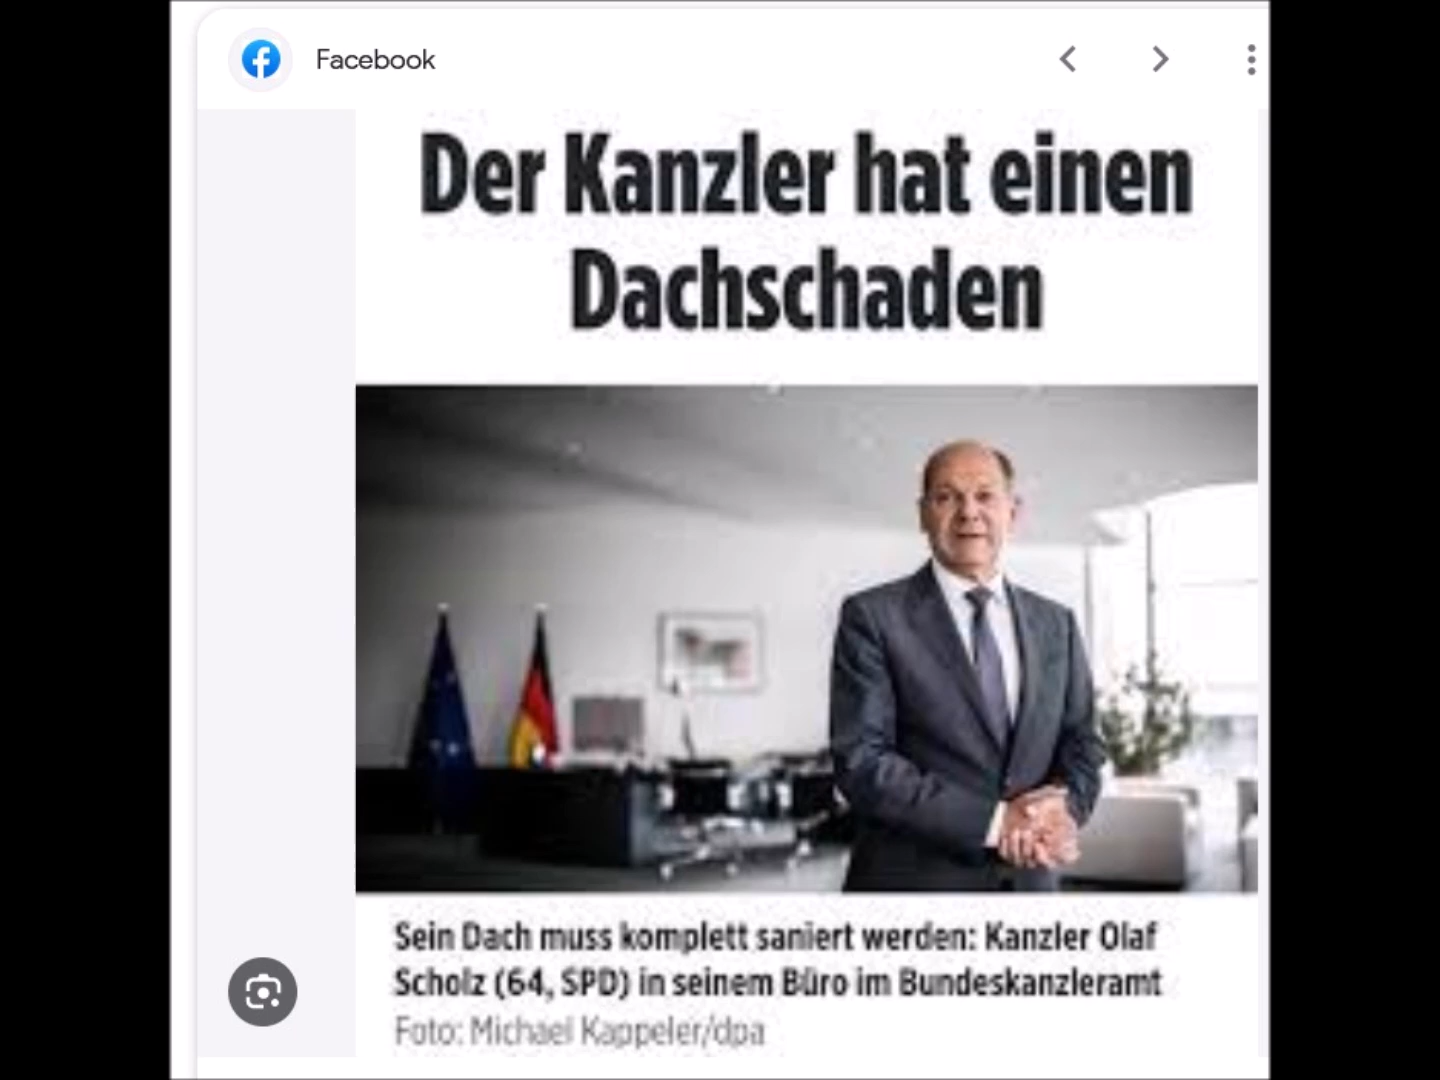 Facebook
Der Kanzler hat einen
Dachschaden
Sein Dach muss komplett saniert werden: Kanzler Olaf
Scholz (64, SPD) in seinem Büro im Bundeskanzleramt
Foto: Michael Kappeler/dpa